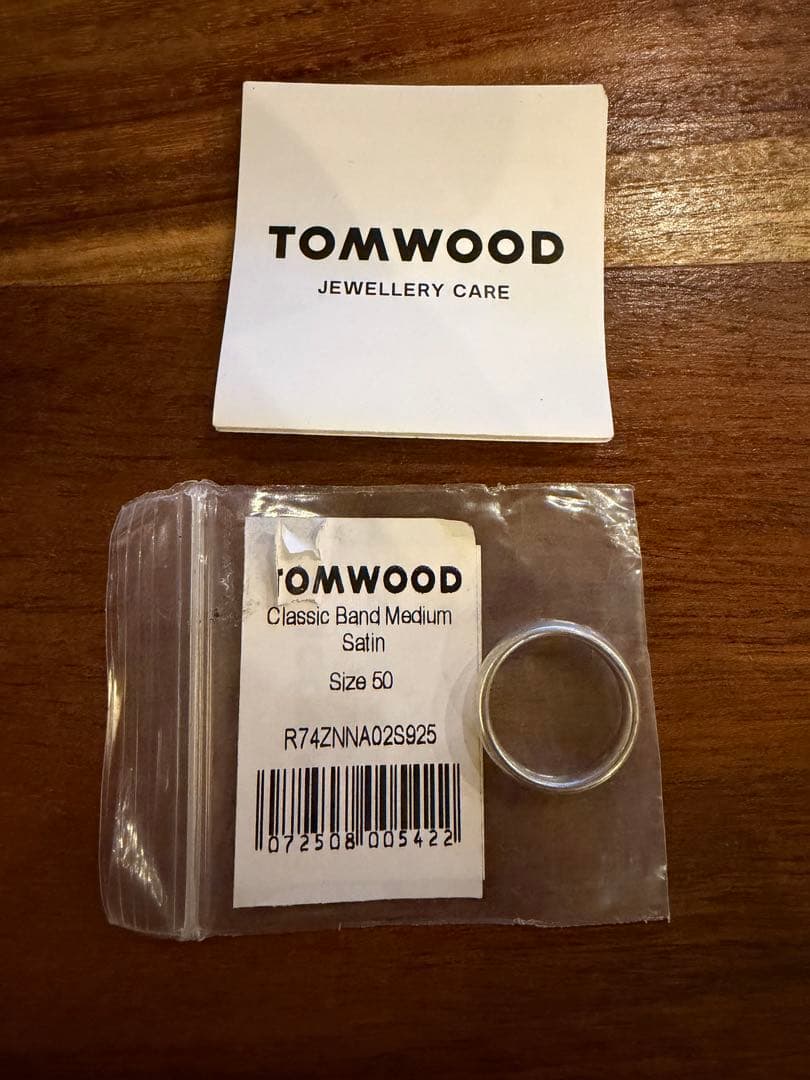 TOMWOOD
JEWELLERY CARE
TOMWOOD
Classic Band Medium
Satin
Size 50
R74ZNNA02S925
072508 005422